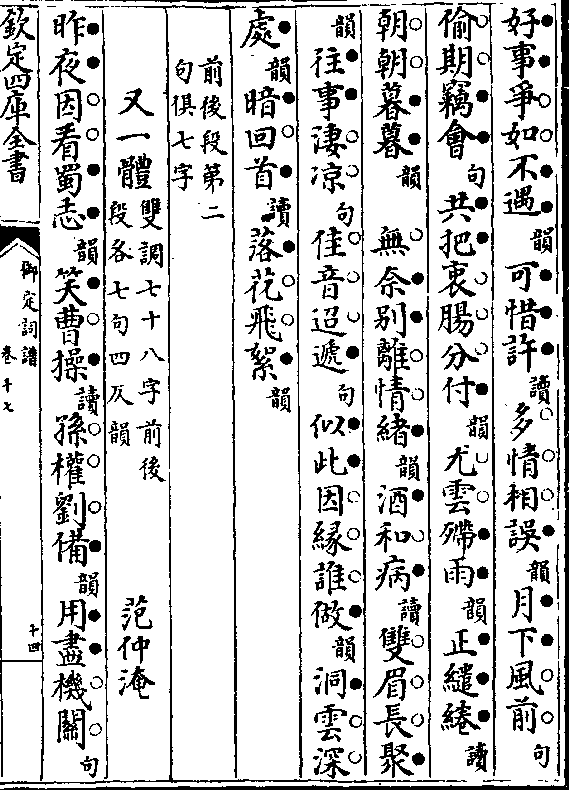 好事爭如不遇韻可惜許讀多情相誤韻月下風前句
偷期竊會句共把衷腸分付韻尤雲殢雨韻正繾綣讀
朝朝暮暮韻無奈别離情緒韻酒和病讀雙眉長聚
韻往事淒凉句佳音迢遞句似此因緣誰做韻洞雲深
處韻暗回首讀落花飛絮韻
前後段第二
句俱七字
又一體雙調七十八字前後
段各七句四仄韻范仲淹
昨夜因看蜀志韻笑曹操讀孫權劉備韻用盡機關句
欽定四庫全書
御定詞譜
卷十七
十四